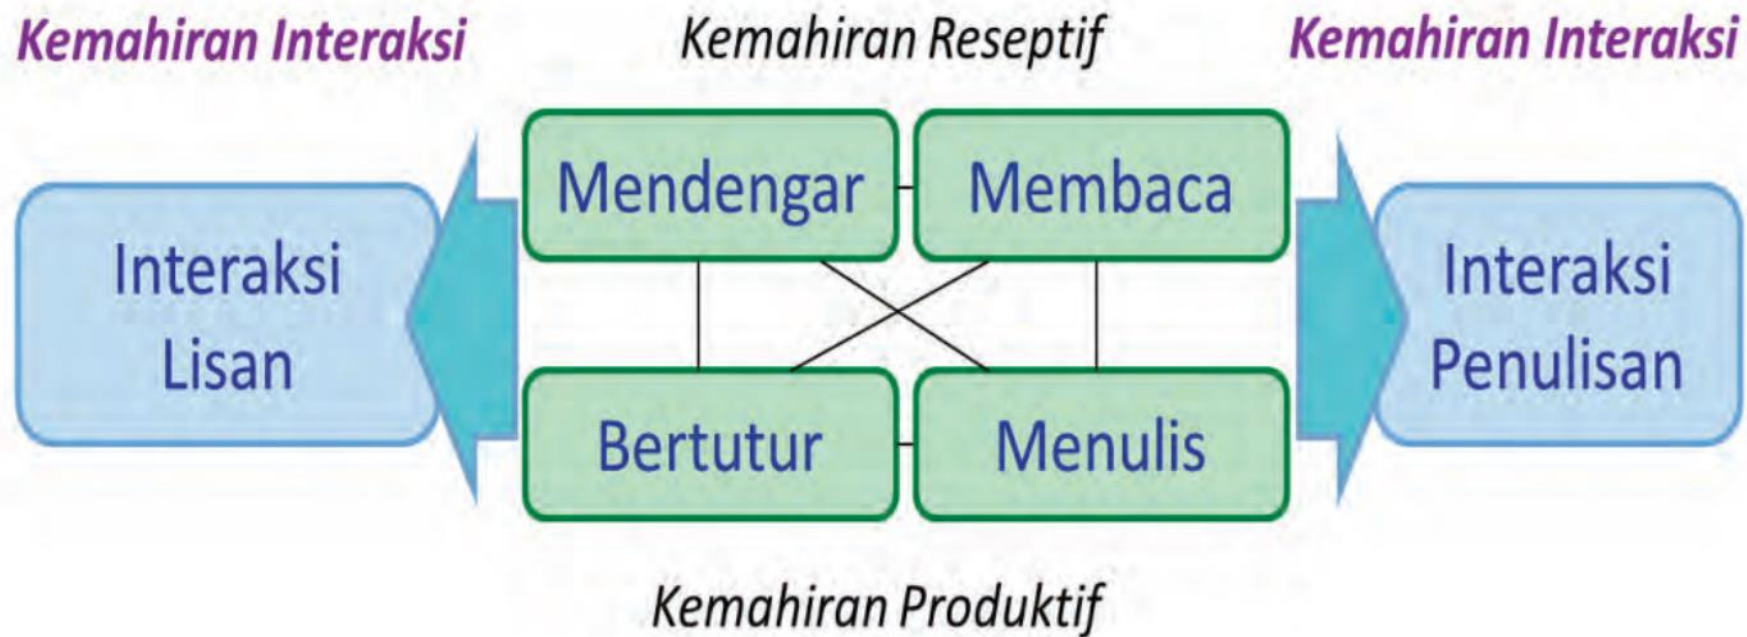 Kemahiran Interaksi
Kemahiran Reseptif
Kemahiran Interaksi
Mendengar
Membaca
Interaksi
Lisan
Interaksi
Penulisan
Bertutur
Menulis
Kemahiran Produktif